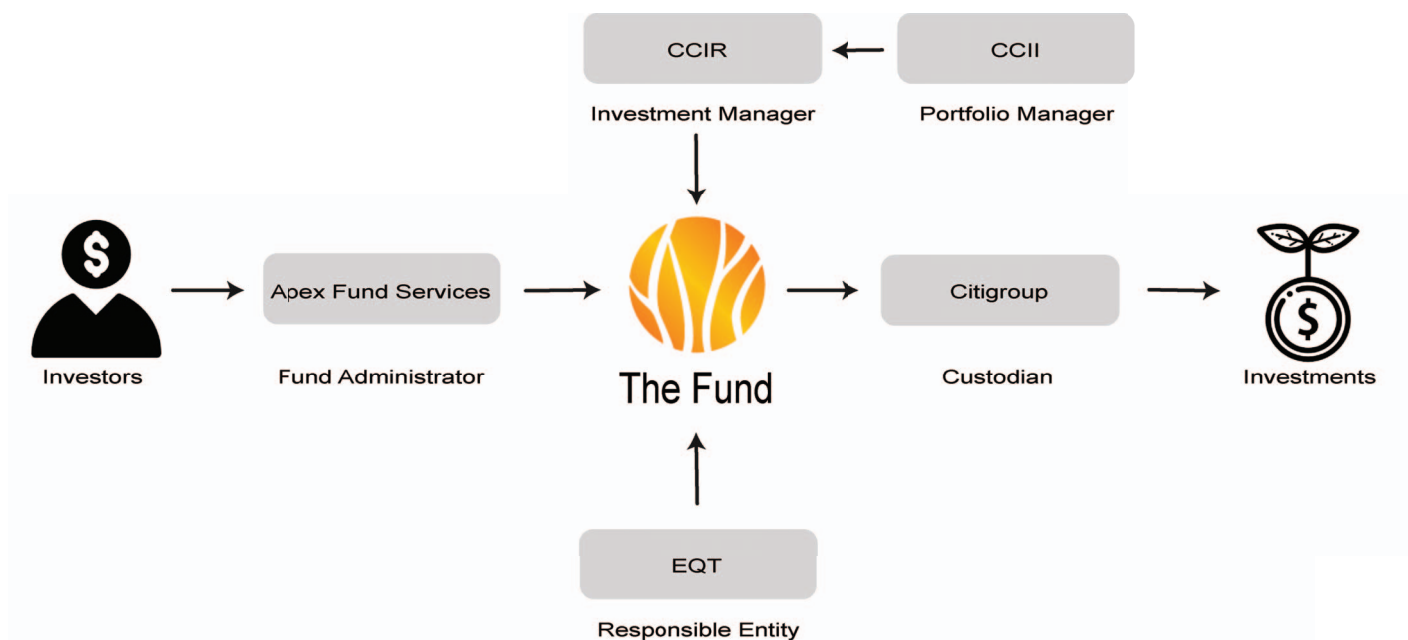 CCIR
CCII
Investment Manager
Portfolio Manager
$
Apex Fund Services
Citigroup
$
Investors
Fund Administrator
The Fund
Custodian
Investments
EQT
Responsible Entity